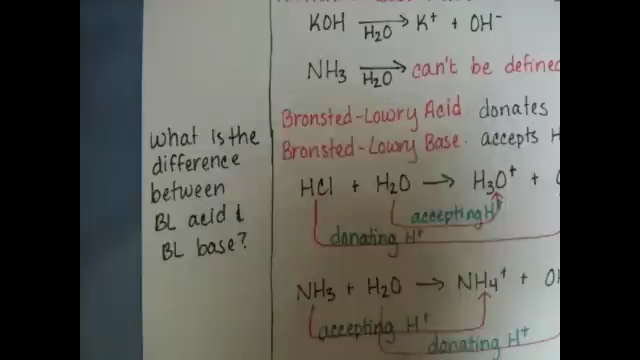 KOH → H2O K+ + OH-
NH3 → H2O can't be defined
Bronsted-Lowry Acid donates
Bronsted-Lowry Base. accepts H
HCl + H2O → H3O+ +
accepting H+
donating H+
NH3 + H2O → NH4+ + OH
accepting H+
donating H+
What is the
difference
between
BL acid &
BL base?